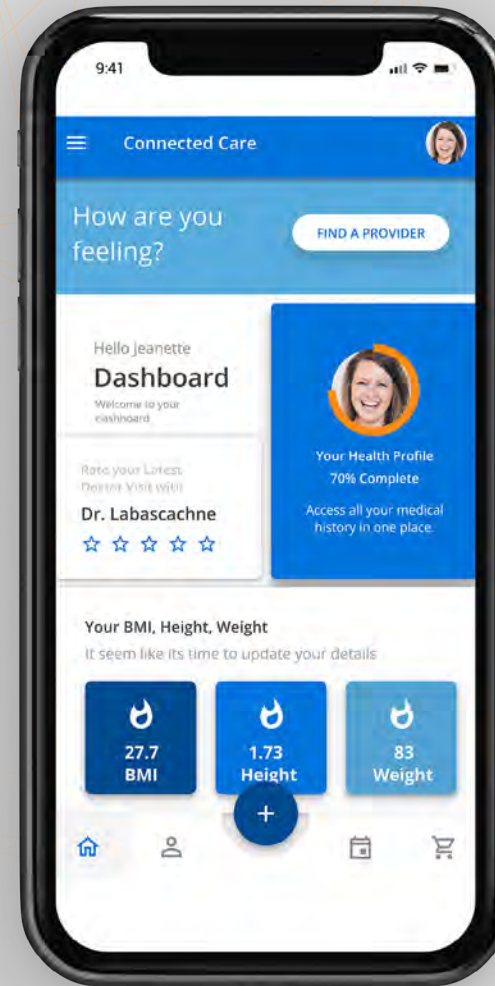 9:41
Connected Care
How are you
feeling?
FIND A PROVIDER
Hello Jeanette
Dashboard
Welcome to your
dashboard
Rate your Latest
Doctor Visit with
Dr. Labascachne
Your Health Profile
70% Complete
Access all your medical
history in one place.
Your BMI, Height, Weight
It seem like its time to update your details
27.7
BMI
1.73
Height
83
Weight